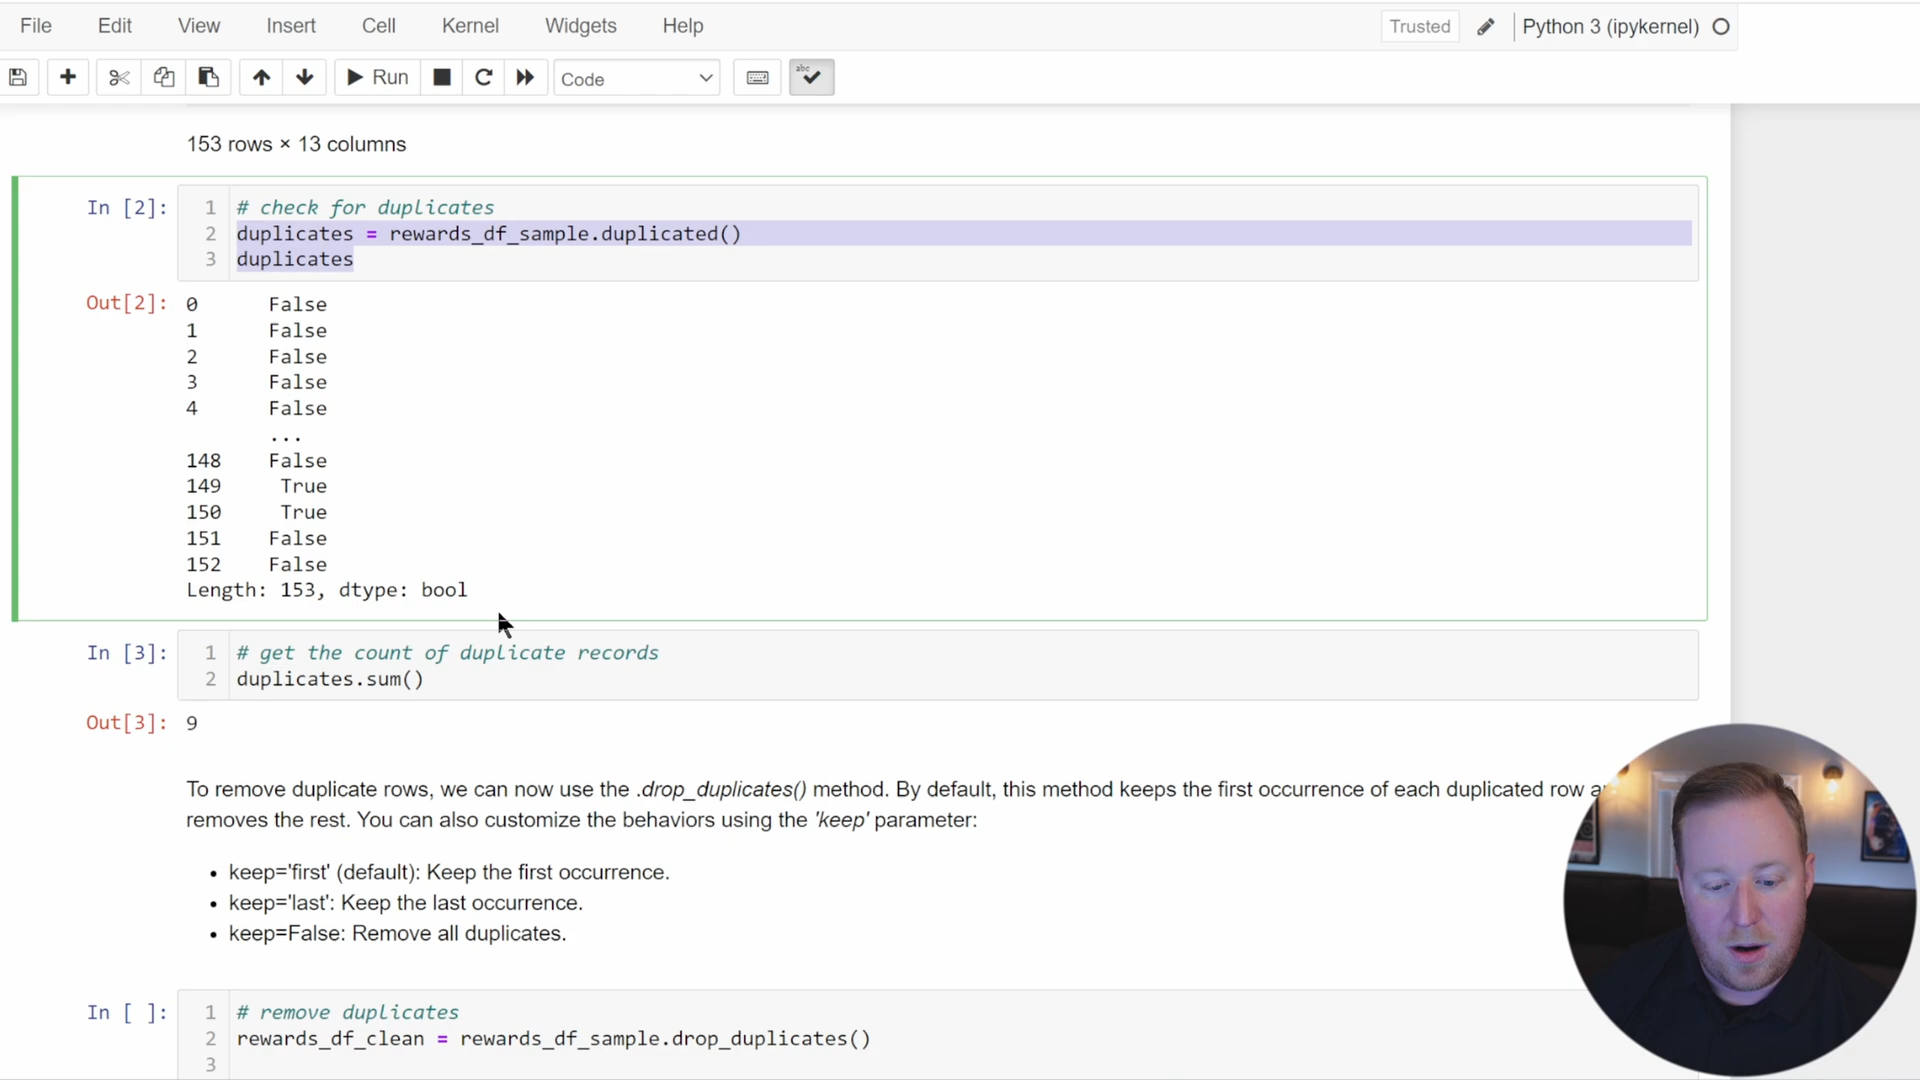 File Edit View Insert Cell Kernel Widgets Help Trusted Python 3 (ipykernel)
Run Code abc
153 rows × 13 columns
In [2]: 1 # check for duplicates
2 duplicates = rewards_df_sample.duplicated()
3 duplicates
Out[2]: 0 False
1 False
2 False
3 False
4 False
...
148 False
149 True
150 True
151 False
152 False
Length: 153, dtype: bool
In [3]: 1 # get the count of duplicate records
2 duplicates.sum()
Out[3]: 9
To remove duplicate rows, we can now use the .drop_duplicates() method. By default, this method keeps the first occurrence of each duplicated row
removes the rest. You can also customize the behaviors using the 'keep' parameter:
• keep='first' (default): Keep the first occurrence.
• keep='last': Keep the last occurrence.
• keep=False: Remove all duplicates.
In [ ]: 1 # remove duplicates
2 rewards_df_clean = rewards_df_sample.drop_duplicates()
3